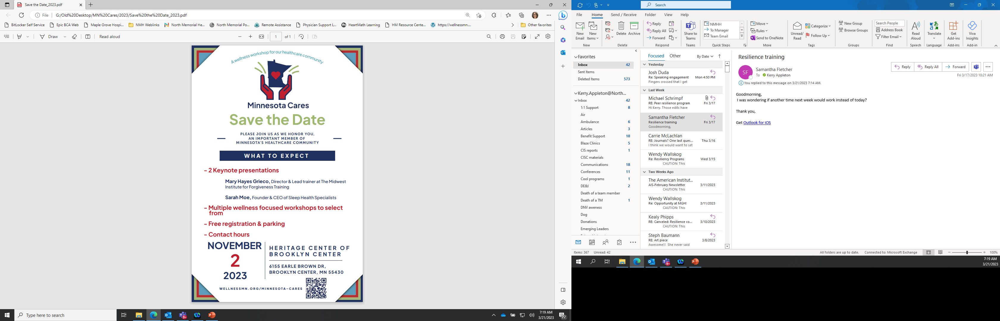 Save the Date_2023.pdf
File
G:/Old%20Desktop/MN%20Cares/2023/Save%20the%20Date_2023.pdf
BitLocker Self Service
Epic BCA Web
Maple Grove Hospi...
NMH Weblinks
North Memorial He...
North Memorial Po...
Remote Assistance
Physician Support L...
HeartMath Learning
HM Resource Cente...
https://wellnessmn....
Other favorites
Draw
Read aloud
1
of 1
A wellness workshop for our healthcare community
Minnesota Cares
Save the Date
PLEASE JOIN US AS WE HONOR YOU,
AN IMPORTANT MEMBER OF
MINNESOTA'S HEALTHCARE COMMUNITY
WHAT TO EXPECT
- 2 Keynote presentations
Mary Hayes Grieco, Director & Lead trainer at The Midwest
Institute for Forgiveness Training
Sarah Moe, Founder & CEO of Sleep Health Specialists
- Multiple wellness focused workshops to select
from
- Free registration & parking
- Contact hours
NOVEMBER
2
2023
HERITAGE CENTER OF
BROOKLYN CENTER
6155 EARLE BROWN DR,
BROOKLYN CENTER, MN 55430
WELLNESSMN.ORG/MINNESOTA-CARES
Type here to search
9+
7:19 AM
3/21/2023
22
Search
File
Home
Send / Receive
Folder
View
Help
New
Email
New
Items
New
Delete
Archive
Delete
Reply
Reply All
Forward
Respond
Share to
Teams
Teams
NMHH
To Manager
Team Email
Quick Steps
Move
Rules
Send to OneNote
Move
Unread/
Read
Categorize
Follow Up
Tags
New Group
Browse Groups
Groups
Search People
Address Book
Filter Email
Find
Read
Aloud
Speech
Translate
Language
Get
Add-ins
Add-ins
Viva
Insights
Add-in
Favorites
Inbox 42
Sent Items
Deleted Items 573
Kerry.Appleton@North...
Inbox 42
1:1 Support 8
Air
Ambulance 6
Articles 3
Benefit Support 10
Blaze Clinics 5
CIS reports 1
CISC materials
Communications 18
Conferences 11
Cool programs 1
DE&I 2
Death of a team member
Death of a TM 1
DNV aweness
Dog
Donations
Emerging Leaders
Focused
Other
By Date
Yesterday
Josh Duda
Re: Speaking engagement Mon 4:50 PM
Fingers crossed that I get
Last Week
Michael Schrimpf
RE: Peer resilience program Fri 3/17
Hi Kerry. Those edits have
Samantha Fletcher
Resilience training Fri 3/17
Goodmorning,
Carrie McLachlan
RE: Journals? One last ques... Thu 3/16
I think we would want to set
Wendy Wallskog
Re: Resiliency Programs Wed 3/15
CAUTION: This
Two Weeks Ago
The American Institut...
AIS-February Newsletter 3/11/2023
CAUTION: This
Wendy Wallskog
Re: Opportunity at MGH! 3/11/2023
CAUTION: This
Kealy Phipps
RE: Canceled: Resilience co... 3/10/2023
CAUTION: This
Steph Baumann
RE: Art piece 3/8/2023
Awesome!!! She never said
Resilience training
SF
Samantha Fletcher
To Kerry Appleton
Reply
Reply All
Forward
Fri 3/17/2023 10:21 AM
You replied to this message on 3/21/2023 7:14 AM.
Goodmorning,
I was wondering if another time next week would work instead of today?
Thank you,
Get Outlook for iOS
Items: 367
Unread: 42
All folders are up to date.
Connected to: Microsoft Exchange
100%
9+
7:19 AM
3/21/2023